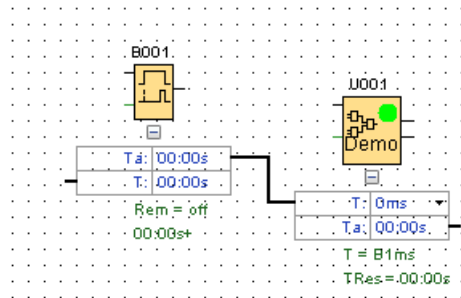 B001
U001
Demo
Ta: 00:00s
T: 00:00s
Rem = off
00:00s+
T: 0ms
Ta: 00:00s
T = 81ms
TRes = 00:00s